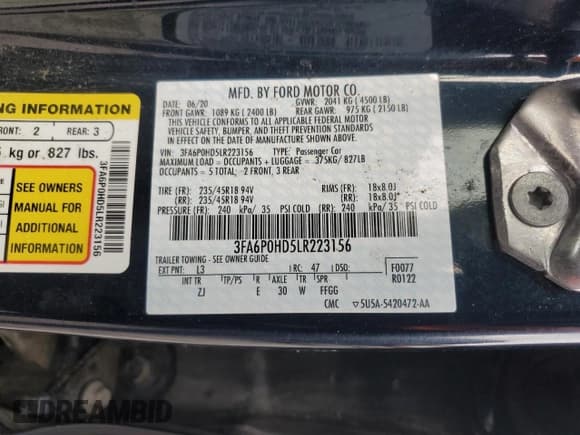 NG INFORMATION
FRONT: 2 REAR: 3
kg or 827 lbs.
SEE OWNERS
MANUAL FOR
ADDITIONAL
INFORMATION
3FA6P0HD5LR223156
MFD. BY FORD MOTOR CO.
DATE: 06/20 GVWR: 2041 KG (4500 LB)
FRONT GAWR: 1089 KG (2400 LB) REAR GAWR: 975 KG (2150 LB)
THIS VEHICLE CONFORMS TO ALL APPLICABLE FEDERAL MOTOR
VEHICLE SAFETY, BUMPER, AND THEFT PREVENTION STANDARDS
IN EFFECT ON THE DATE OF MANUFACTURE SHOWN ABOVE.
VIN: 3FA6P0HD5LR223156 TYPE: Passenger Car
MAXIMUM LOAD = OCCUPANTS + LUGGAGE = 375KG/827LB
OCCUPANTS = 5 TOTAL: 2 FRONT, 3 REAR
TIRE (FR): 235/45R18 94V RIMS (FR): 18x8.0J
(RR): 235/45R18 94V (RR): 18x8.0J
PRESSURE (FR): 240 kPa/ 35 PSI COLD (RR) 240 kPa/ 35 PSI COLD
3FA6P0HD5LR223156
TRAILER TOWING - SEE OWNER GUIDE
EXT PNT: L3 RC: 47 DSO: F0077
R0122
INT TR TP/PS R AXLE TR SPR
ZJ E 30 W FFGG
CMC ▽5U5A-5420472-AA
DREAMBID